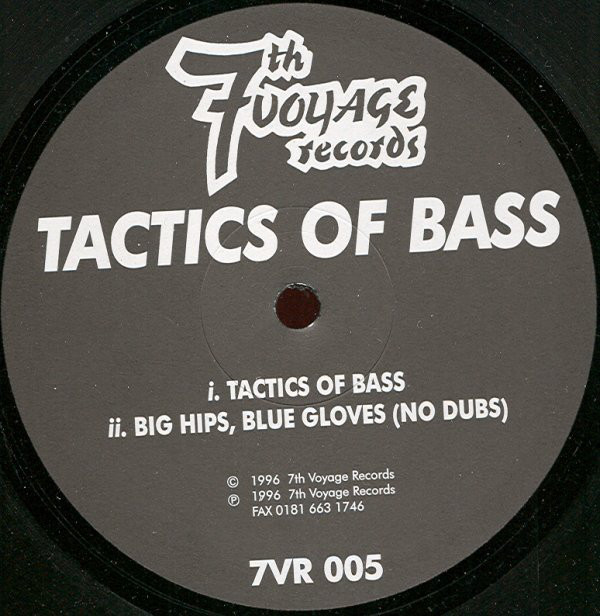 7th
VOYAGE
records
TACTICS OF BASS
i. TACTICS OF BASS
ii. BIG HIPS, BLUE GLOVES (NO DUBS)
© 1996 7th Voyage Records
℗ 1996 7th Voyage Records
FAX 0181 663 1746
7VR 005